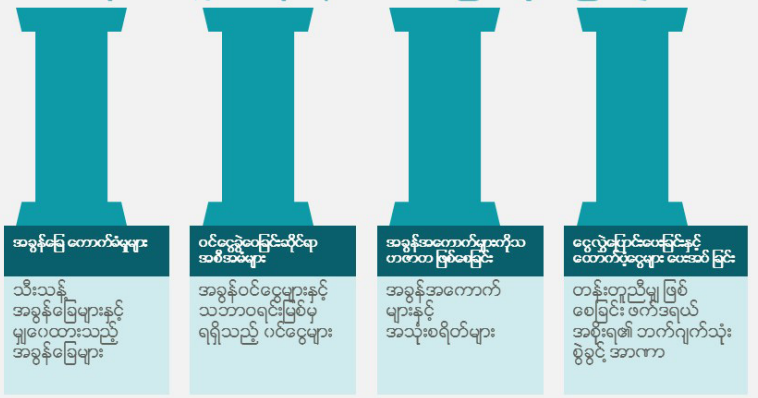 အခွန်ခြေ ကောက်ခံမှုများ
သီးသန့်
အခွန်ခြေများနှင့်
မျှဝေထားသည့်
အခွန်ခြေများ
ဝင်ငွေခွဲဝေခြင်းဆိုင်ရာ
အစီအမံများ
အခွန်ဝင်ငွေများနှင့်
သဘာဝရင်းမြစ်မှ
ရရှိသည့် ဝင်ငွေများ
အခွန်အကောက်များကိုသ
ဟဇာတ ဖြစ်စေခြင်း
အခွန်အကောက်
များနှင့်
အသုံးစရိတ်များ
ငွေလွှဲပြောင်းပေးခြင်းနှင့်
ထောက်ပံ့ငွေများ ပေးအပ် ခြင်း
တန်းတူညီမျှ ဖြစ်
စေခြင်း ဖက်ဒရယ်
အစိုးရ၏ ဘက်ဂျက်သုံး
စွဲခွင့် အာဏာ